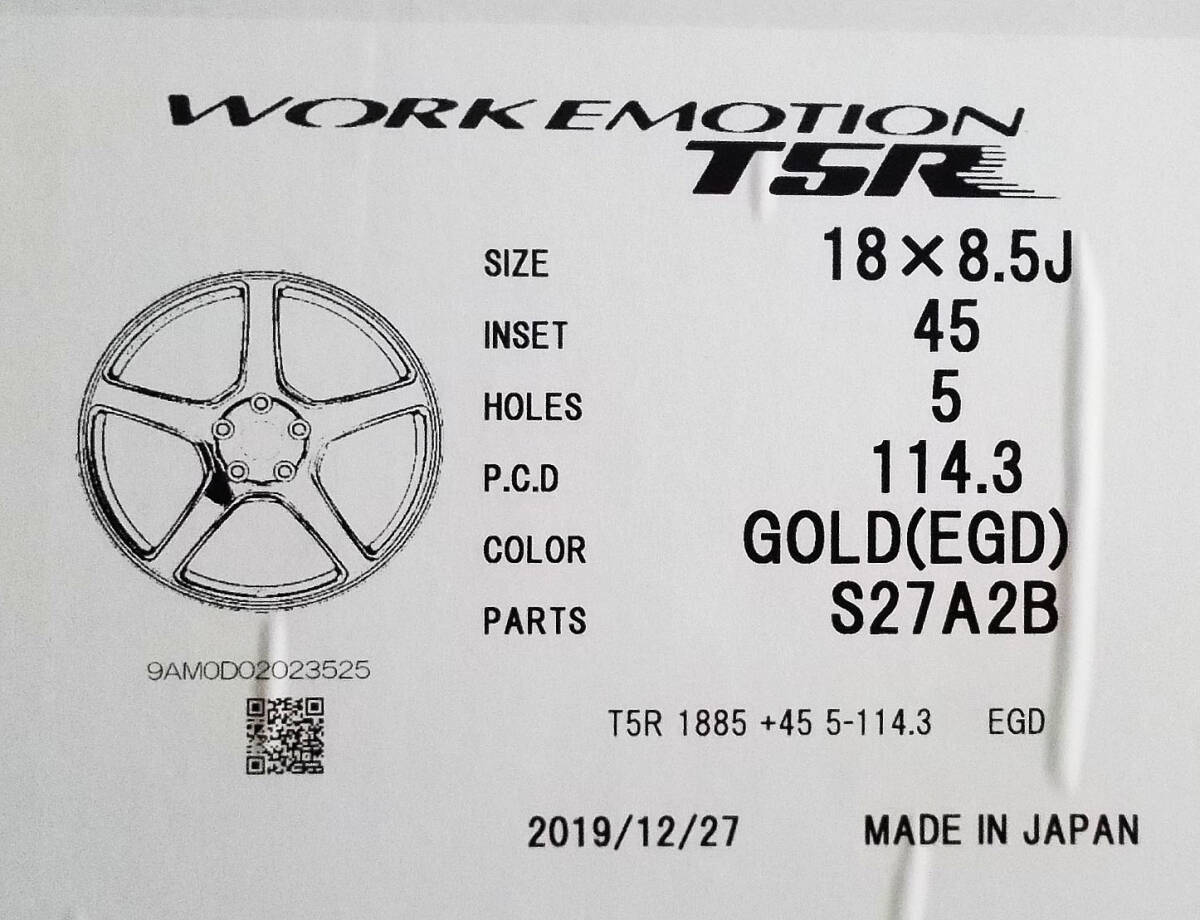 WORK EMOTION
T5R
SIZE 18×8.5J
INSET 45
HOLES 5
P.C.D 114.3
COLOR GOLD(EGD)
PARTS S27A2B
9AM0D02023525
T5R 1885 +45 5-114.3 EGD
2019/12/27 MADE IN JAPAN